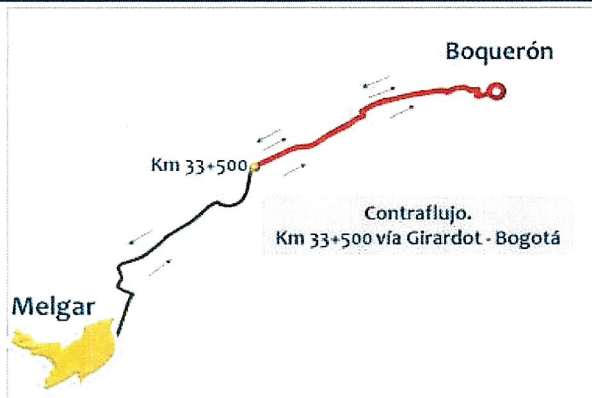 Boquerón
Km 33+500
Contraflujo.
Km 33+500 vía Girardot - Bogotá
Melgar